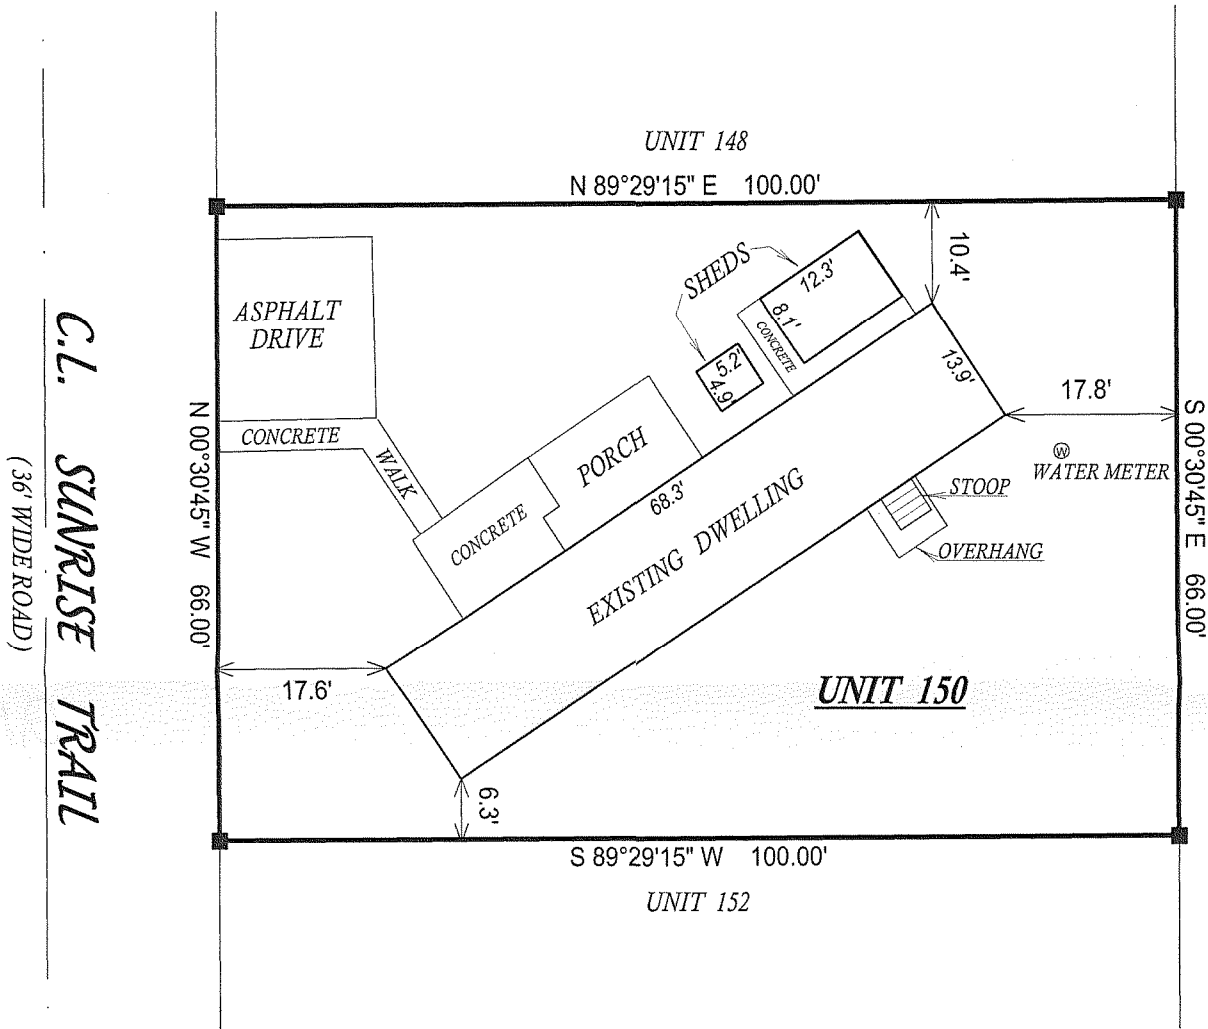 UNIT 148
N 89°29'15" E 100.00'
10.4'
SHEDS
12.3'
8.1'
CONCRETE
5.2'
4.9'
13.9'
17.8'
ASPHALT
DRIVE
CONCRETE
WALK
PORCH
CONCRETE
68.3'
EXISTING DWELLING
W
WATER METER
STOOP
OVERHANG
N 00°30'45" W 66.00'
S 00°30'45" E 66.00'
C.L. SUNRISE TRAIL
(36' WIDE ROAD)
17.6'
UNIT 150
6.3'
S 89°29'15" W 100.00'
UNIT 152